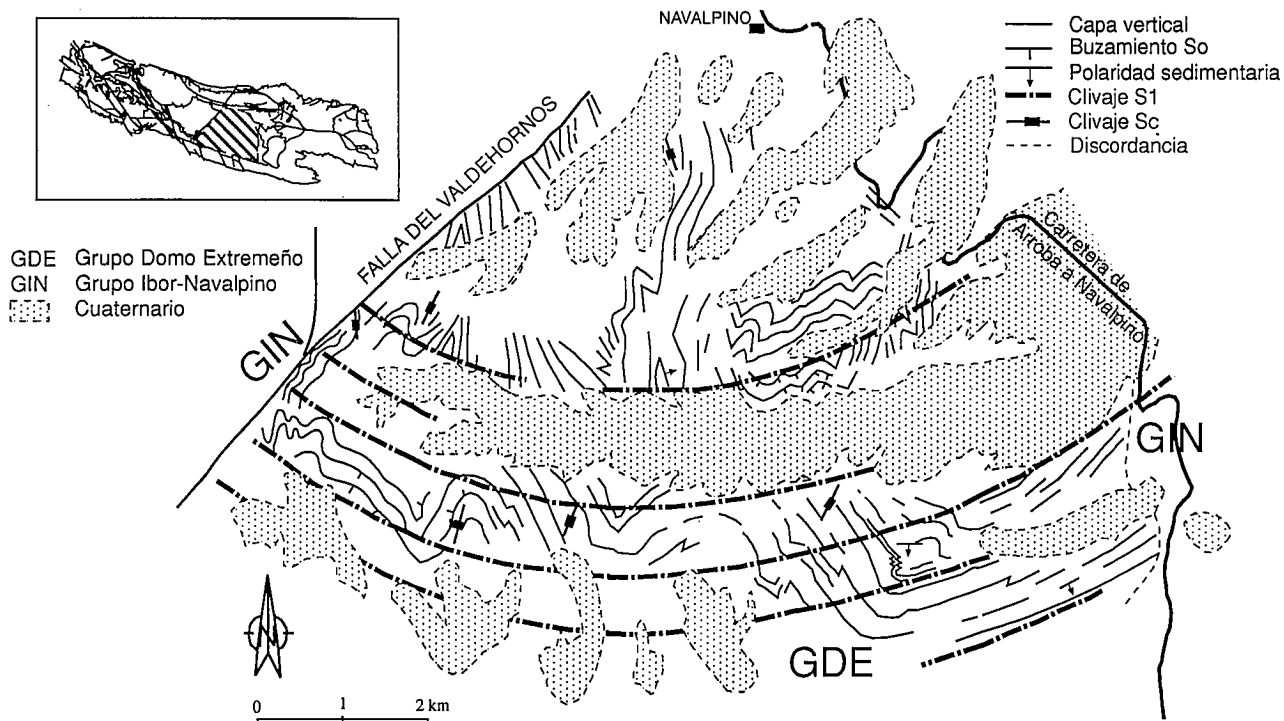 NAVALPINO
Capa vertical
Buzamiento So
Polaridad sedimentaria
Clivaje S1
Clivaje Sc
Discordancia
FALLA DEL VALDEHORNOS
GDE Grupo Domo Extremeño
GIN Grupo Ibor-Navalpino
Cuaternario
Carretera de
Arroba a Navalpino
GIN
GIN
GDE
N
0 1 2 km